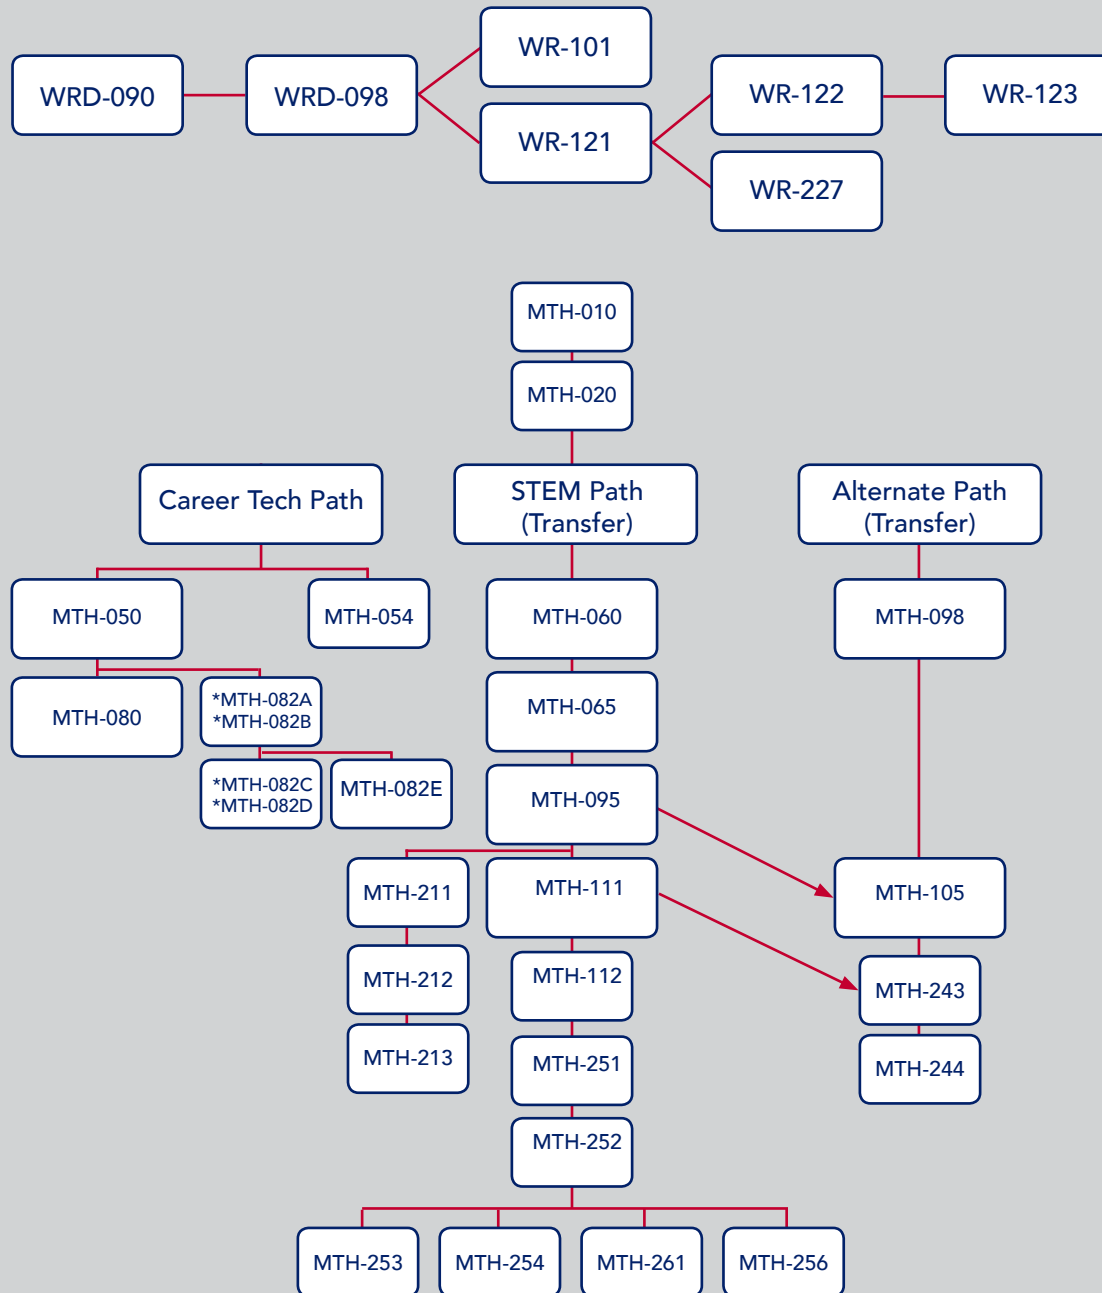 WRD-090
WRD-098
WR-101
WR-121
WR-122
WR-123
WR-227
MTH-010
MTH-020
Career Tech Path
STEM Path
(Transfer)
Alternate Path
(Transfer)
MTH-050
MTH-054
MTH-060
MTH-098
MTH-080
*MTH-082A
*MTH-082B
MTH-065
*MTH-082C
*MTH-082D
MTH-082E
MTH-095
MTH-211
MTH-111
MTH-105
MTH-212
MTH-112
MTH-243
MTH-213
MTH-251
MTH-244
MTH-252
MTH-253
MTH-254
MTH-261
MTH-256